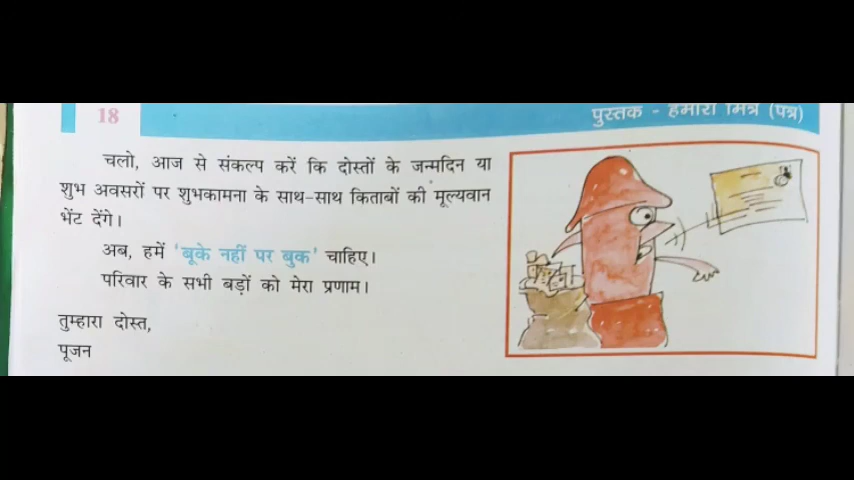 18
पुस्तक - हमारा मित्र (पत्र)
चलो, आज से संकल्प करें कि दोस्तों के जन्मदिन या
शुभ अवसरों पर शुभकामना के साथ-साथ किताबों की मूल्यवान
भेंट देंगे।
अब, हमें 'बूके नहीं पर बुक' चाहिए।
परिवार के सभी बड़ों को मेरा प्रणाम।
तुम्हारा दोस्त,
पूजन